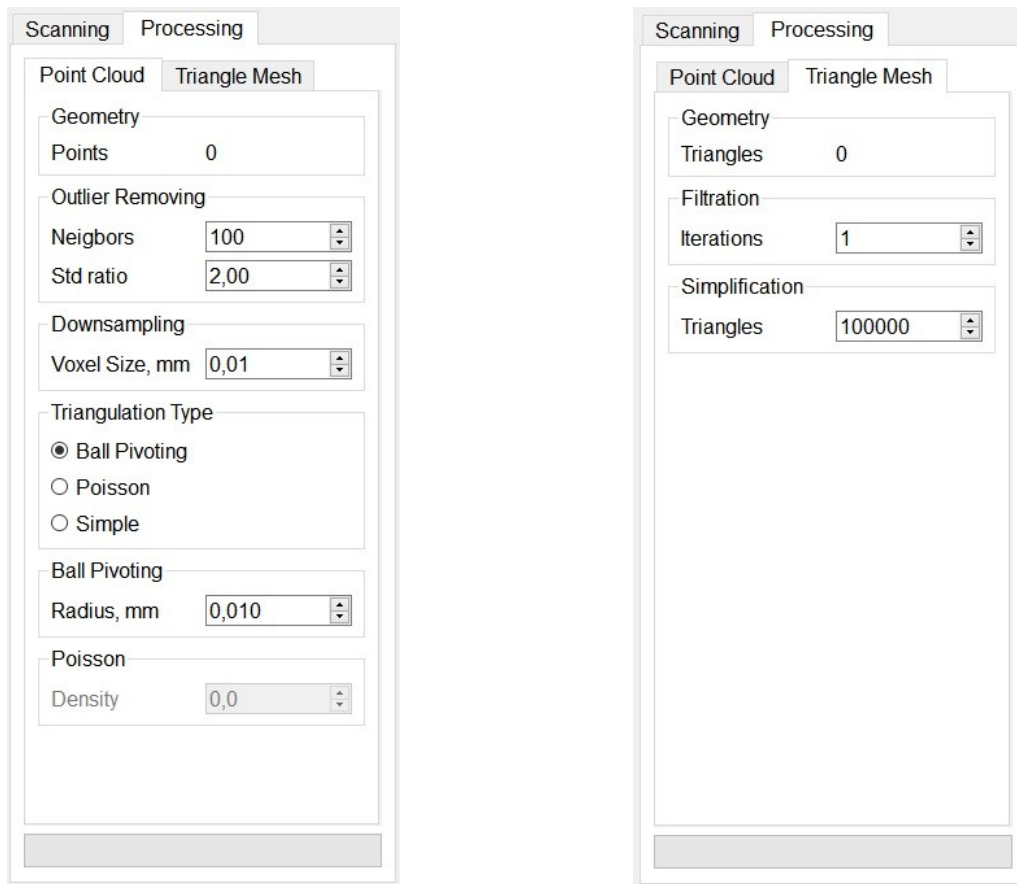 Scanning Processing
Point Cloud Triangle Mesh
Geometry
Points 0
Outlier Removing
Neigbors 100
Std ratio 2,00
Downsampling
Voxel Size, mm 0,01
Triangulation Type
Ball Pivoting
Poisson
Simple
Ball Pivoting
Radius, mm 0,010
Poisson
Density 0,0
Scanning Processing
Point Cloud Triangle Mesh
Geometry
Triangles 0
Filtration
Iterations 1
Simplification
Triangles 100000